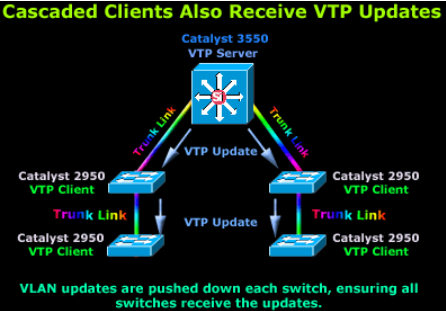 Cascaded Clients Also Receive VTP Updates
Catalyst 3550
VTP Server
Trunk Link
Trunk Link
VTP Update
Catalyst 2950
VTP Client
Catalyst 2950
VTP Client
Trunk Link
VTP Update
Trunk Link
Catalyst 2950
VTP Client
Catalyst 2950
VTP Client
VLAN updates are pushed down each switch, ensuring all
switches receive the updates.